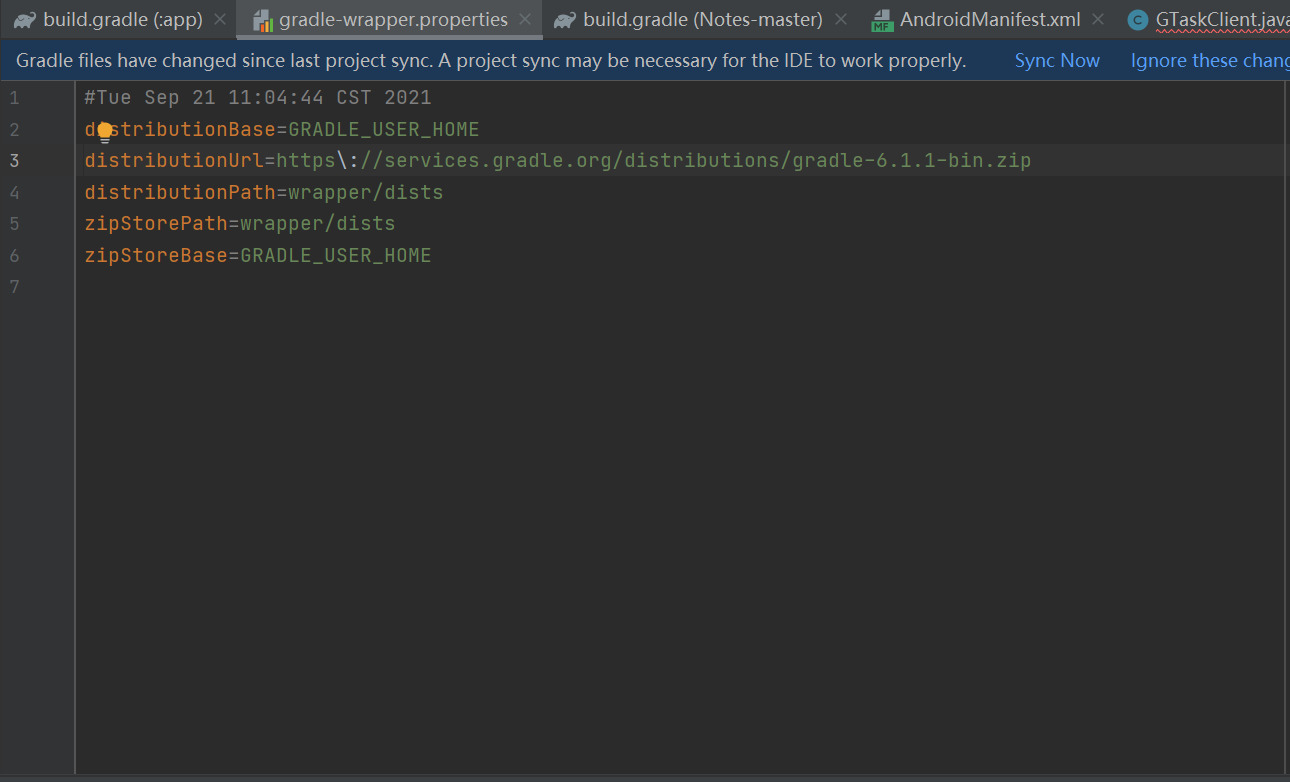 build.gradle (:app) gradle-wrapper.properties build.gradle (Notes-master) MF AndroidManifest.xml C GTaskClient.java
Gradle files have changed since last project sync. A project sync may be necessary for the IDE to work properly. Sync Now Ignore these chang
1 #Tue Sep 21 11:04:44 CST 2021
2 distributionBase=GRADLE_USER_HOME
3 distributionUrl=https\://services.gradle.org/distributions/gradle-6.1.1-bin.zip
4 distributionPath=wrapper/dists
5 zipStorePath=wrapper/dists
6 zipStoreBase=GRADLE_USER_HOME
7